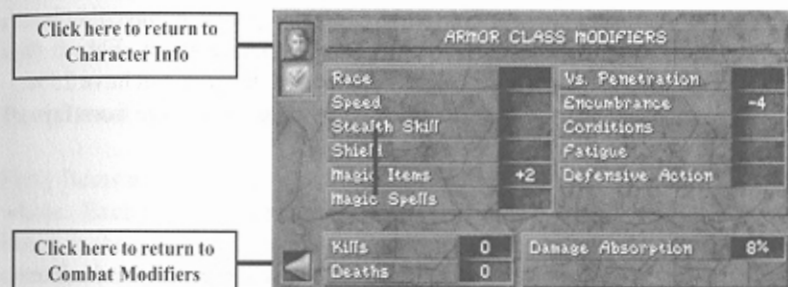 Click here to return to
Character Info
ARMOR CLASS MODIFIERS
Race
Speed
Stealth Skill
Shield
Magic Items +2
Magic Spells
Vs. Penetration
Encumbrance -4
Conditions
Fatigue
Defensive Action
Click here to return to
Combat Modifiers
Kills 0
Deaths 0
Damage Absorption 8%